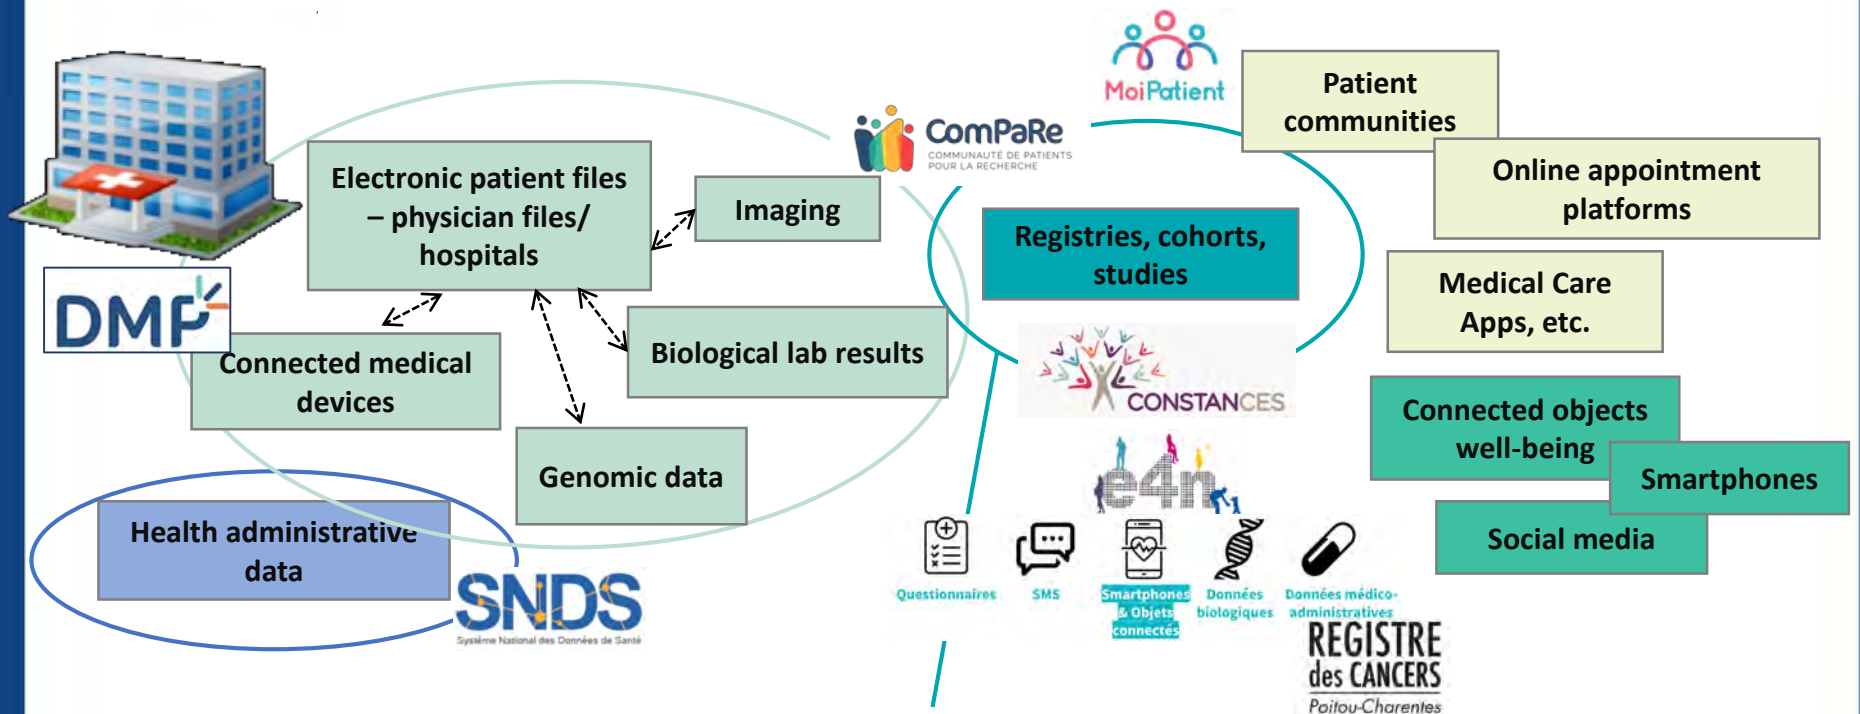 MoiPatient
Patient
communities
ComPaRe
COMMUNAUTÉ DE PATIENTS
POUR LA RECHERCHE
Online appointment
platforms
Electronic patient files
– physician files/
hospitals
Imaging
Registries, cohorts,
studies
Medical Care
Apps, etc.
DMP
Connected medical
devices
Biological lab results
CONSTANCES
Connected objects
well-being
Smartphones
Genomic data
e4n
Social media
Health administrative
data
SNDS
Système National des Données de Santé
Questionnaires
SMS
Smartphones
& Objets
connectés
Données
biologiques
Données médico-
administratives
REGISTRE
des CANCERS
Poitou-Charentes